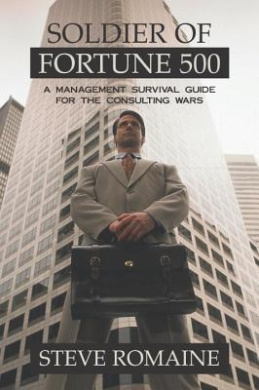 SOLDIER OF
FORTUNE 500
A MANAGEMENT SURVIVAL GUIDE
FOR THE CONSULTING WARS
STEVE ROMAINE